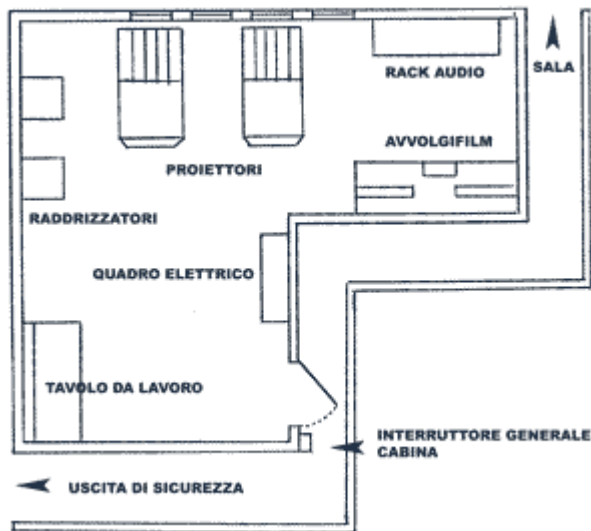 RACK AUDIO
SALA
AVVOLGIFILM
PROIETTORI
RADDRIZZATORI
QUADRO ELETTRICO
TAVOLO DA LAVORO
INTERRUTTORE GENERALE
CABINA
USCITA DI SICUREZZA